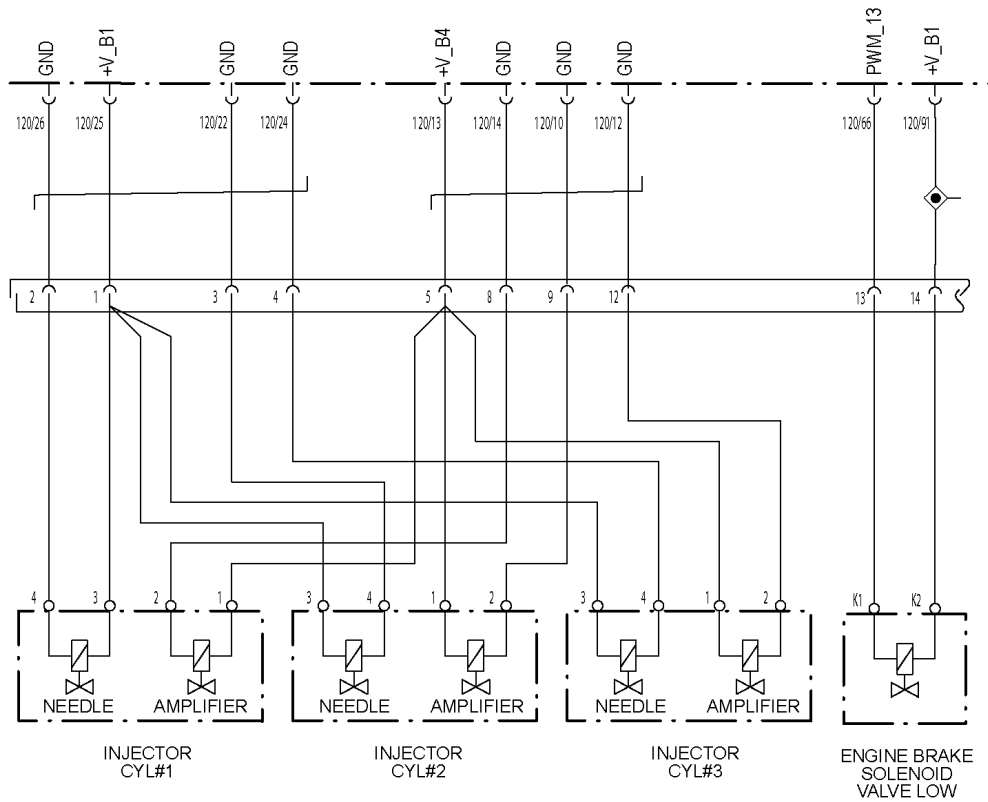 GND +V_B1 GND GND +V_B4 GND GND GND PWM_13 +V_B1
120/26 120/25 120/22 120/24 120/13 120/14 120/10 120/12 120/66 120/91
2 1 3 4 5 8 9 12 13 14
4 3 2 1 3 4 1 2 3 4 1 2 K1 K2
NEEDLE AMPLIFIER NEEDLE AMPLIFIER NEEDLE AMPLIFIER
INJECTOR
CYL#1
INJECTOR
CYL#2
INJECTOR
CYL#3
ENGINE BRAKE
SOLENOID
VALVE LOW